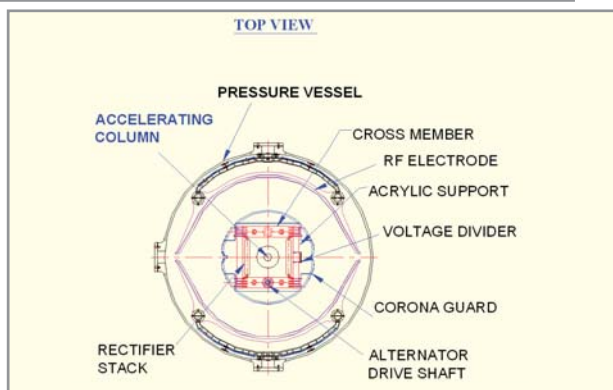 TOP VIEW
PRESSURE VESSEL
ACCELERATING
COLUMN
CROSS MEMBER
RF ELECTRODE
ACRYLIC SUPPORT
VOLTAGE DIVIDER
CORONA GUARD
RECTIFIER
STACK
ALTERNATOR
DRIVE SHAFT